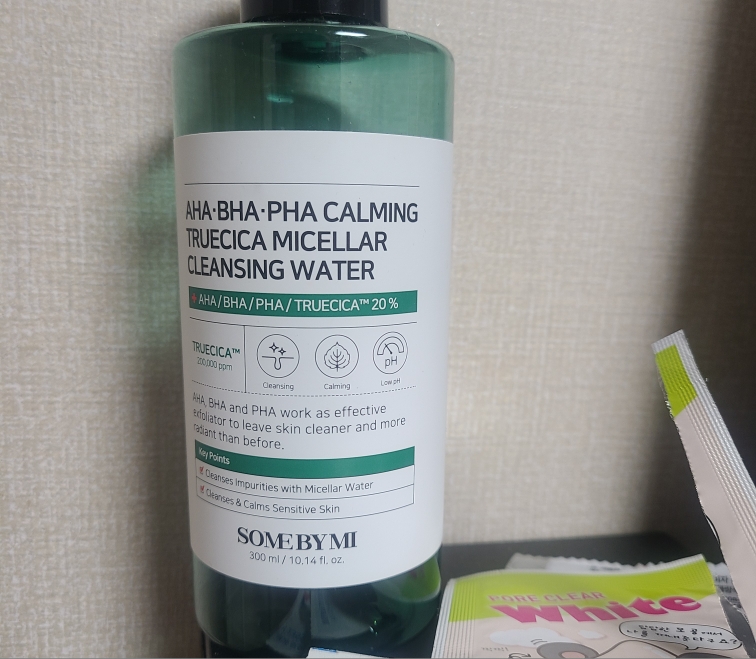 AHA·BHA·PHA CALMING
TRUECICA MICELLAR
CLEANSING WATER
+ AHA / BHA / PHA / TRUECICA™ 20 %
TRUECICA™
200,000 ppm
pH
Cleansing
Calming
Low pH
AHA, BHA and PHA work as effective
exfoliator to leave skin cleaner and more
radiant than before.
Key Points
Cleanses Impurities with Micellar Water
Cleanses & Calms Sensitive Skin
SOME BY MI
300 ml / 10.14 fl. oz.
PORE CLEAR
White